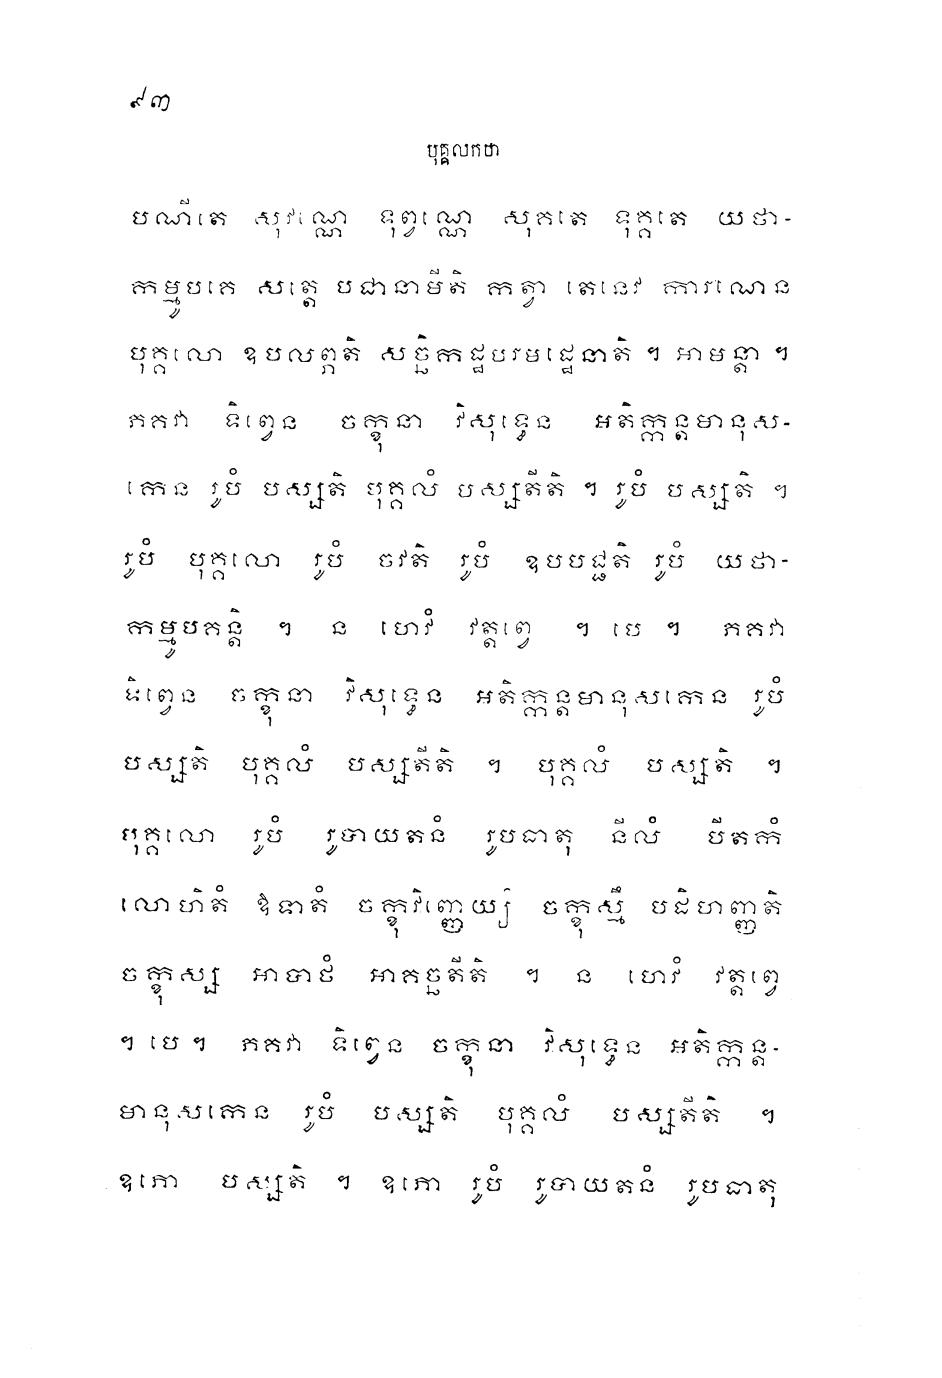 ៩៣
បុគ្គលកថា
បណីតេ សុវណ្ណេ ទុព្វណ្ណេ សុគតេ ទុគ្គតេ យថា-
កម្មូបគេ សត្តេ បជានាមីតិ កត្វា តេនេវ ការណេន
បុគ្គលោ ឧបលព្ភតិ សច្ឆិកដ្ឋបរមដ្ឋេនាតិ ។ អាមន្តា ។
ភគវា ទិព្វេន ចក្ខុនា វិសុទ្ធេន អតិក្កន្តមានុស-
កេន រូបំ បស្សតិ បុគ្គលំ បស្សតីតិ ។ រូបំ បស្សតិ ។
រូបំ បុគ្គលោ រូបំ ចវតិ រូបំ ឧបបជ្ជតិ រូបំ យថា-
កម្មូបគន្តិ ។ ន ហេវំ វត្តព្វេ ។ បេ ។ ភគវា
ទិព្វេន ចក្ខុនា វិសុទ្ធេន អតិក្កន្តមានុសកេន រូបំ
បស្សតិ បុគ្គលំ បស្សតីតិ ។ បុគ្គលំ បស្សតិ ។
បុគ្គលោ រូបំ រូបាយតនំ រូបធាតុ នីលំ បីតកំ
លោហិតំ ឱទាតំ ចក្ខុវិញ្ញេយ្យំ ចក្ខុស្មឹ បដិហញ្ញតិ
ចក្ខុស្ស អាបាថំ អាគច្ឆតីតិ ។ ន ហេវំ វត្តព្វេ
។ បេ ។ ភគវា ទិព្វេន ចក្ខុនា វិសុទ្ធេន អតិក្កន្ត-
មានុសកេន រូបំ បស្សតិ បុគ្គលំ បស្សតីតិ ។
ឧភោ បស្សតិ ។ ឧភោ រូបំ រូបាយតនំ រូបធាតុ